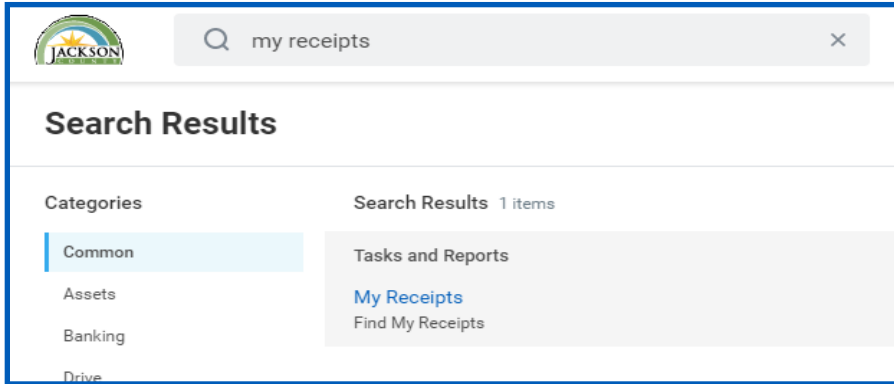 JACKSON
COUNTY
my receipts
Search Results
Categories
Common
Assets
Banking
Drive
Search Results 1 items
Tasks and Reports
My Receipts
Find My Receipts